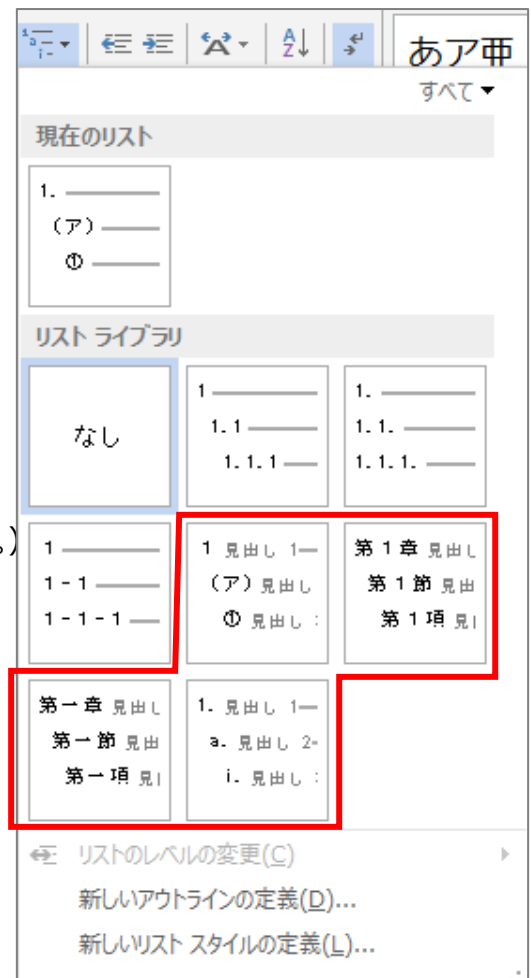 あア亜
すべて▼
現在のリスト
1.
(ア)
①
リスト ライブラリ
なし
1
1.1
1.1.1
1.
1.1.
1.1.1.
。)
1
1-1
1-1-1
1 見出し 1
(ア) 見出し
① 見出し
第1章 見出し
第1節 見出
第1項 見
第一章 見出し
第一節 見出
第一項 見
1. 見出し 1
a. 見出し 2
i. 見出し
リストのレベルの変更(C)
新しいアウトラインの定義(D)...
新しいリスト スタイルの定義(L)...